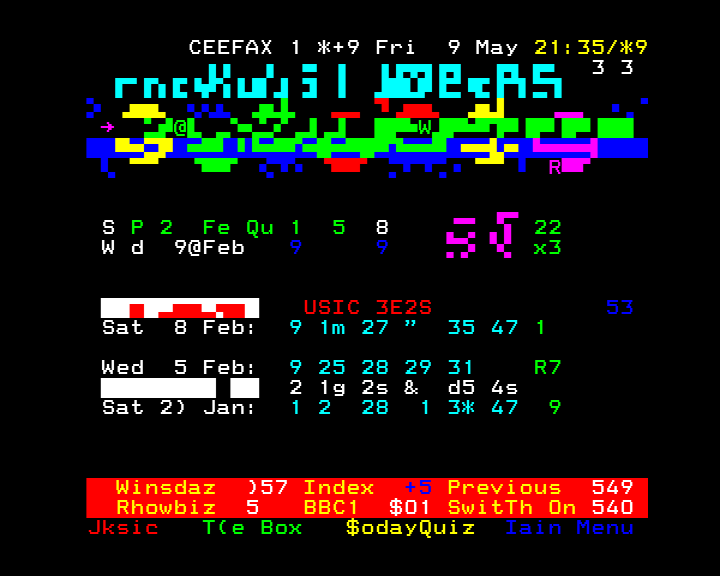 CEEFAX 1 *+9 Fri 9 May 21:35/*9
3 3
@ W
R
S P 2 Fe Qu 1 5 8 22
W d 9@Feb 9 9 x3
USIC 3E2S 53
Sat 8 Feb: 9 1m 27 " 35 47 1
Wed 5 Feb: 9 25 28 29 31 R7
2 1g 2s & d5 4s
Sat 2) Jan: 1 2 28 1 3* 47 9
Winsdaz )57 Index +5 Previous 549
Rhowbiz 5 BBC1 $01 SwitTh On 540
Jksic T(e Box $odayQuiz Iain Menu